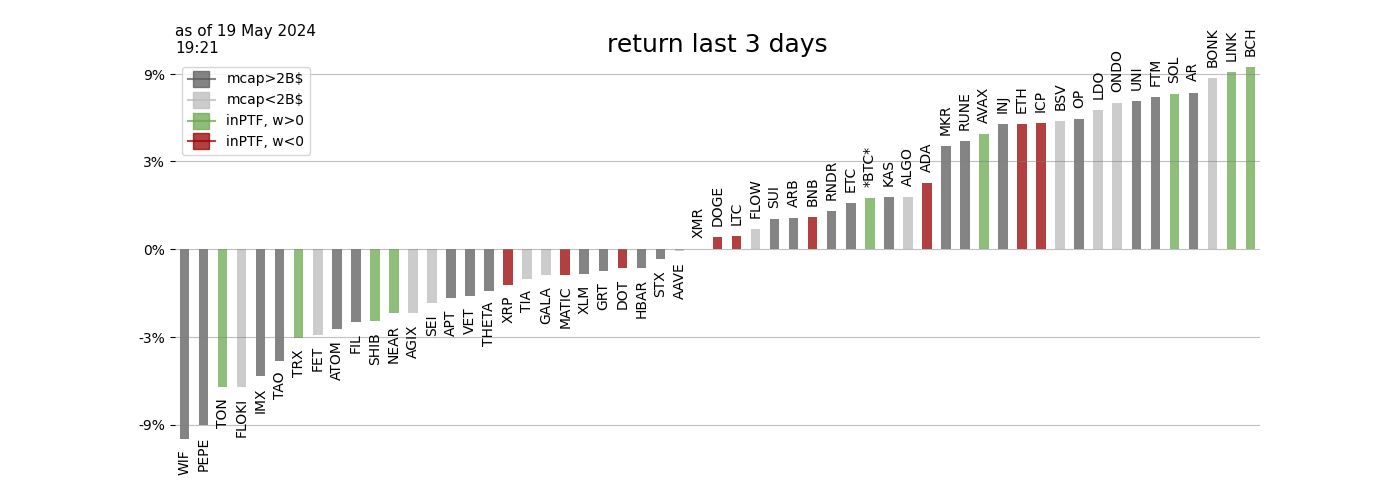 as of 19 May 2024
19:21
return last 3 days
mcap>2B$
mcap<2B$
inPTF, w>0
inPTF, w<0
9%
3%
0%
-3%
-9%
WIF
PEPE
TON
FLOKI
IMX
TAO
TRX
FET
ATOM
FIL
SHIB
NEAR
AGIX
SEI
APT
VET
THETA
XRP
TIA
GALA
MATIC
XLM
GRT
DOT
HBAR
STX
AAVE
XMR
DOGE
LTC
FLOW
SUI
ARB
BNB
RNDR
ETC
*BTC*
KAS
ALGO
ADA
MKR
RUNE
AVAX
INJ
ETH
ICP
BSV
OP
LDO
ONDO
UNI
FTM
SOL
AR
BONK
LINK
BCH